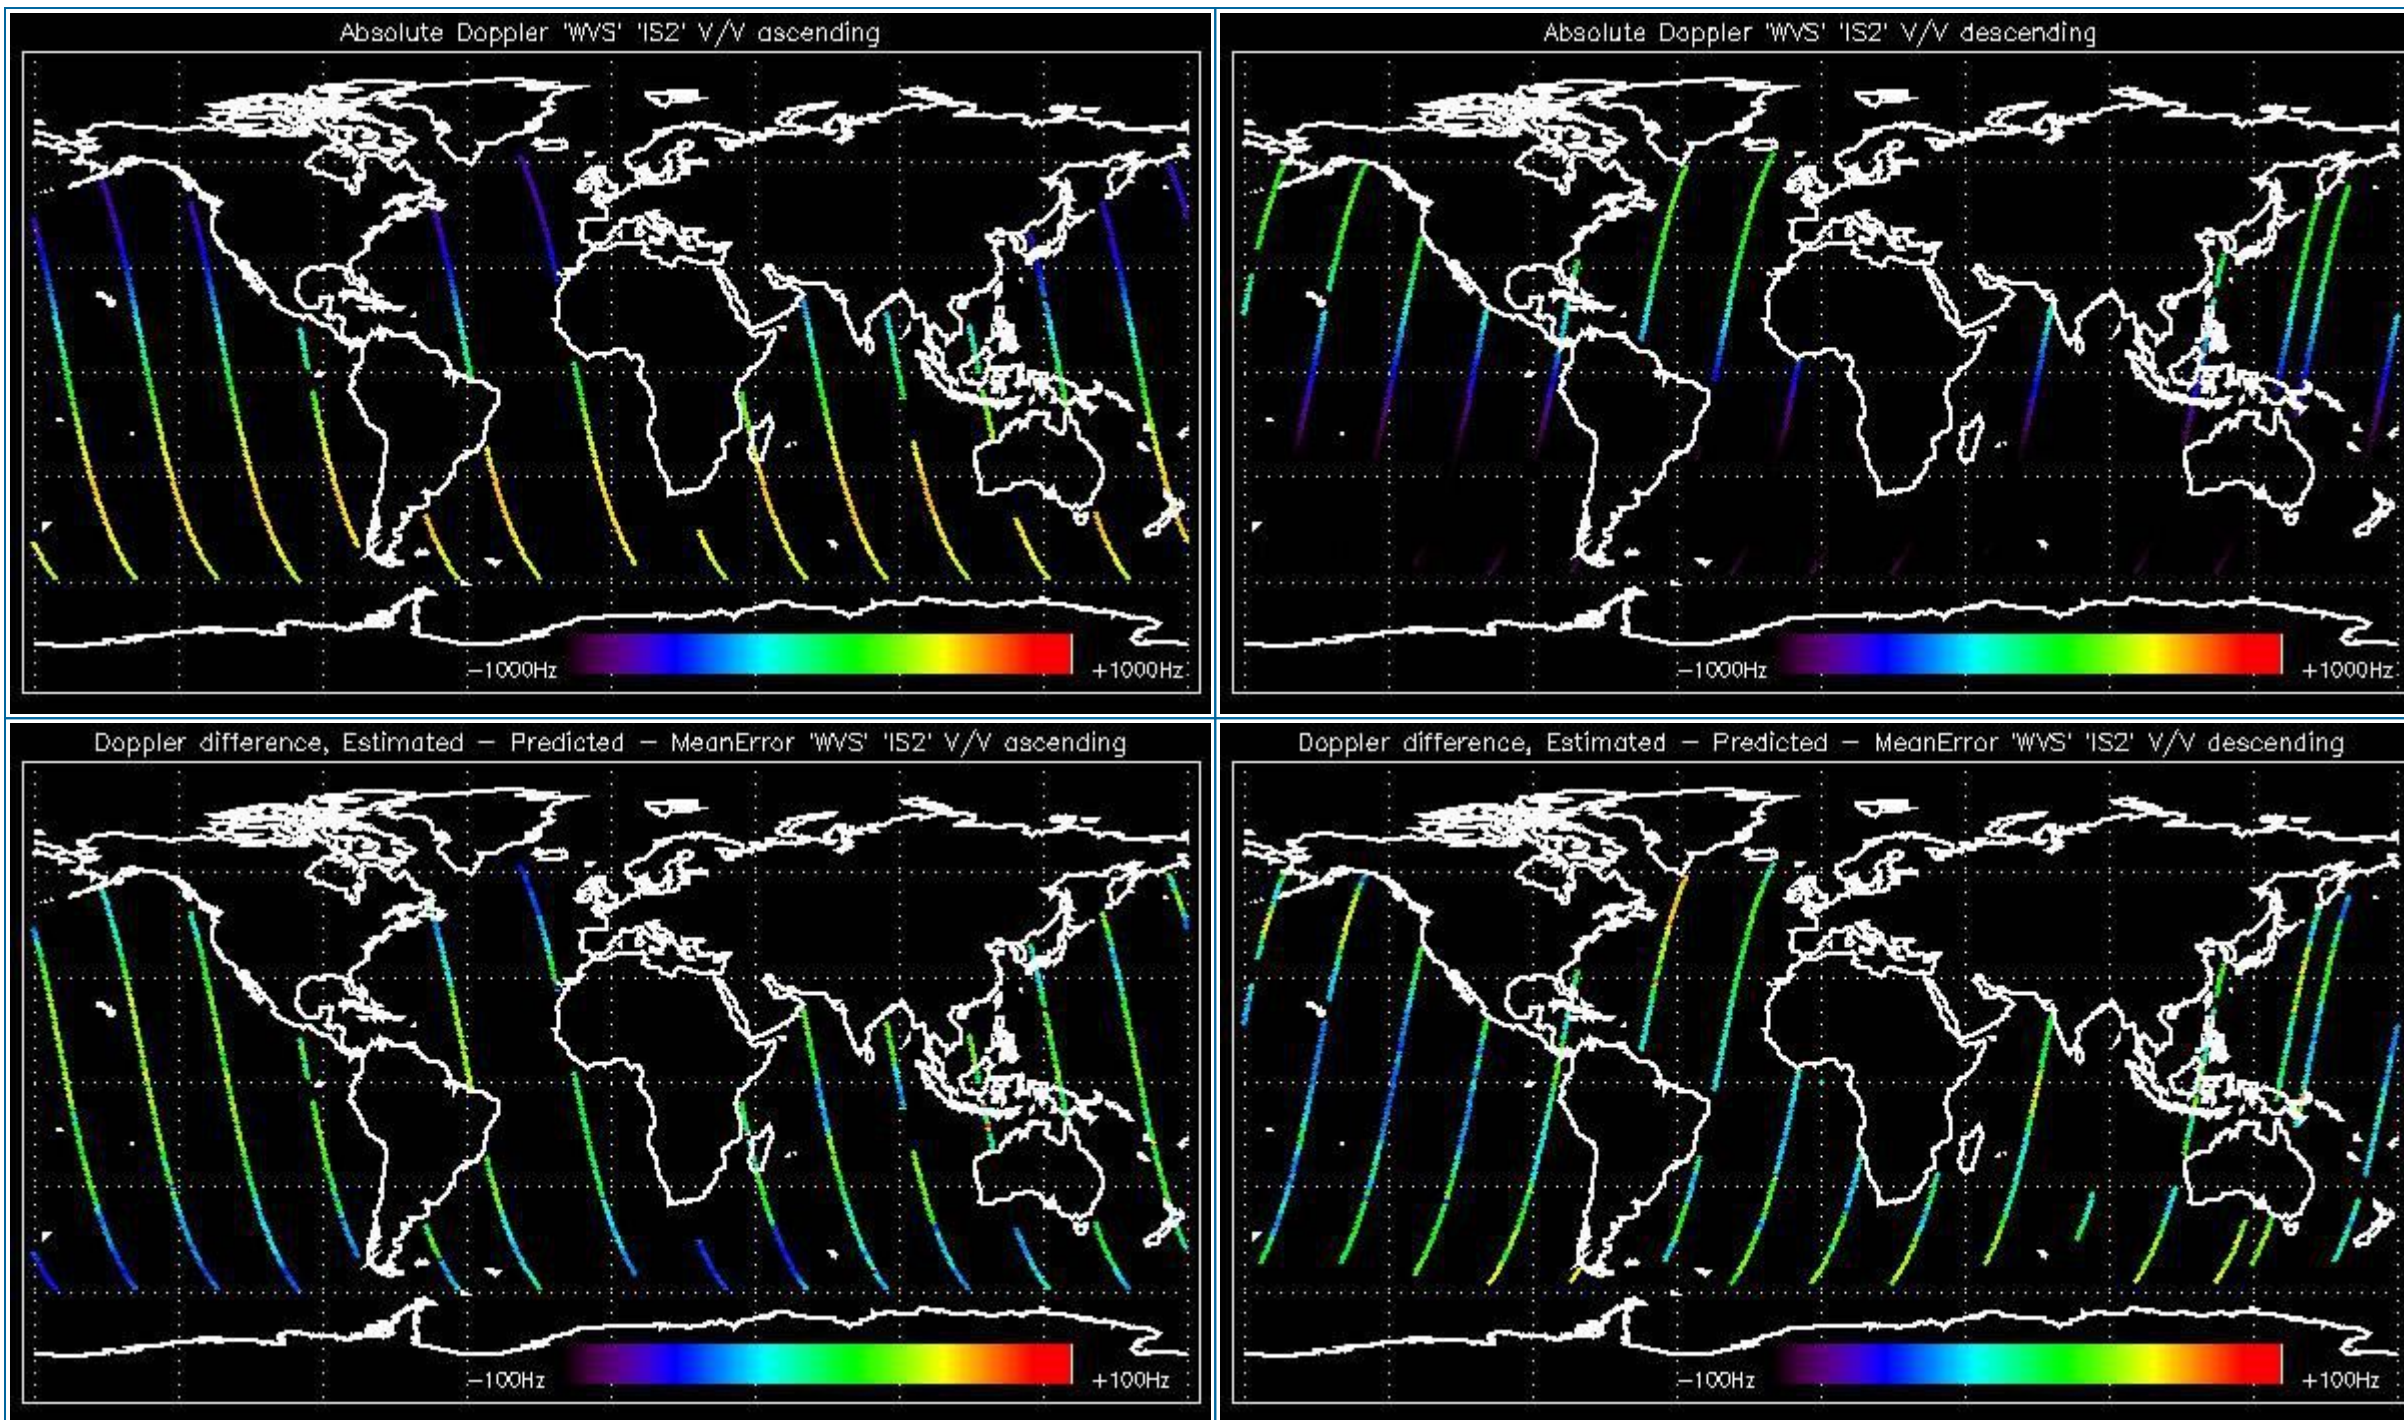 Absolute Doppler 'WVS' 'IS2' V/V ascending
Absolute Doppler 'WVS' 'IS2' V/V descending
−1000Hz
+1000Hz
−1000Hz
+1000Hz
Doppler difference, Estimated − Predicted − MeanError 'WVS' 'IS2' V/V ascending
Doppler difference, Estimated − Predicted − MeanError 'WVS' 'IS2' V/V descending
−100Hz
+100Hz
−100Hz
+100Hz